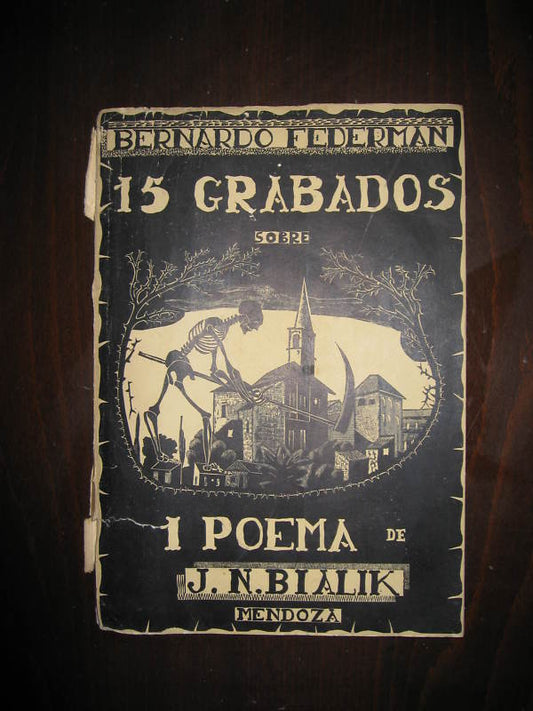 BERNARDO FEDERMAN
15 GRABADOS
SOBRE
1 POEMA DE
J. N. BIALIK
MENDOZA